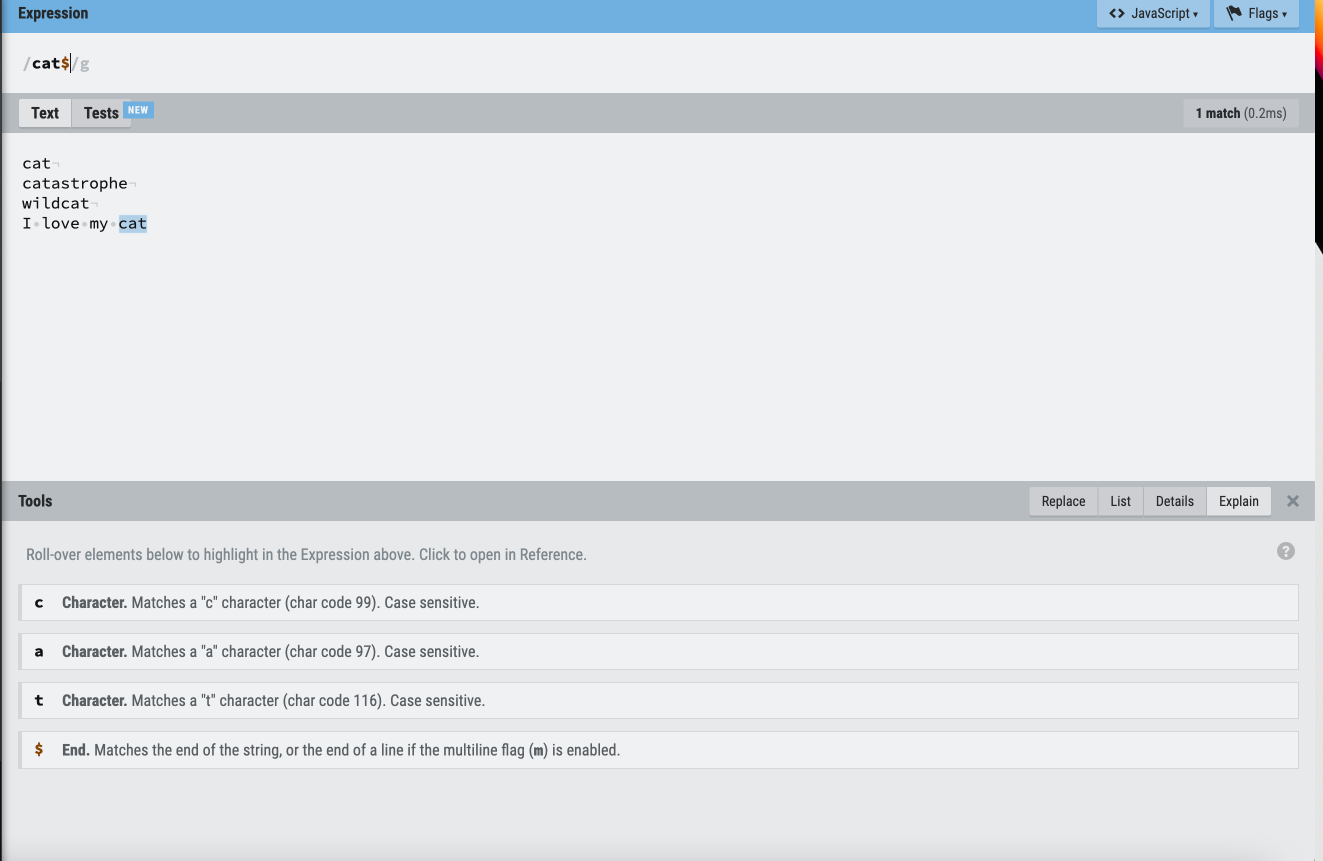 Expression
<> JavaScript ▾ Flags ▾
/cat$/g
Text Tests NEW 1 match (0.2ms)
cat¬
catastrophe¬
wildcat¬
I•love•my•cat
Tools Replace List Details Explain ×
Roll-over elements below to highlight in the Expression above. Click to open in Reference. ?
c Character. Matches a "c" character (char code 99). Case sensitive.
a Character. Matches a "a" character (char code 97). Case sensitive.
t Character. Matches a "t" character (char code 116). Case sensitive.
$ End. Matches the end of the string, or the end of a line if the multiline flag (m) is enabled.